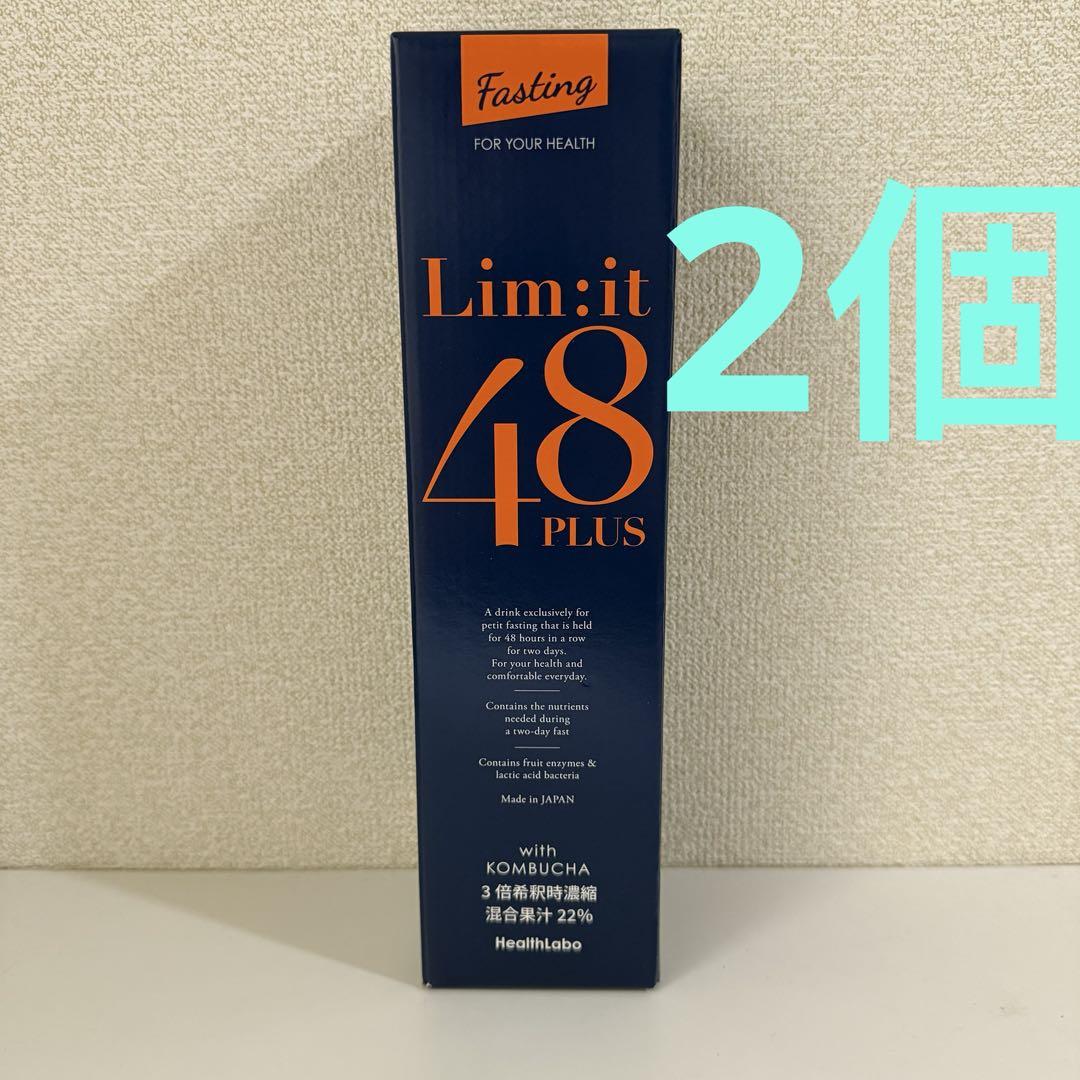 Fasting
FOR YOUR HEALTH
2個
Lim:it
48
PLUS
A drink exclusively for
petit fasting that is held
for 48 hours in a row
for two days.
For your health and
comfortable everyday.
Contains the nutrients
needed during
a two-day fast
Contains fruit enzymes &
lactic acid bacteria
Made in JAPAN
with
KOMBUCHA
3倍希釈時濃縮
混合果汁22%
HealthLabo